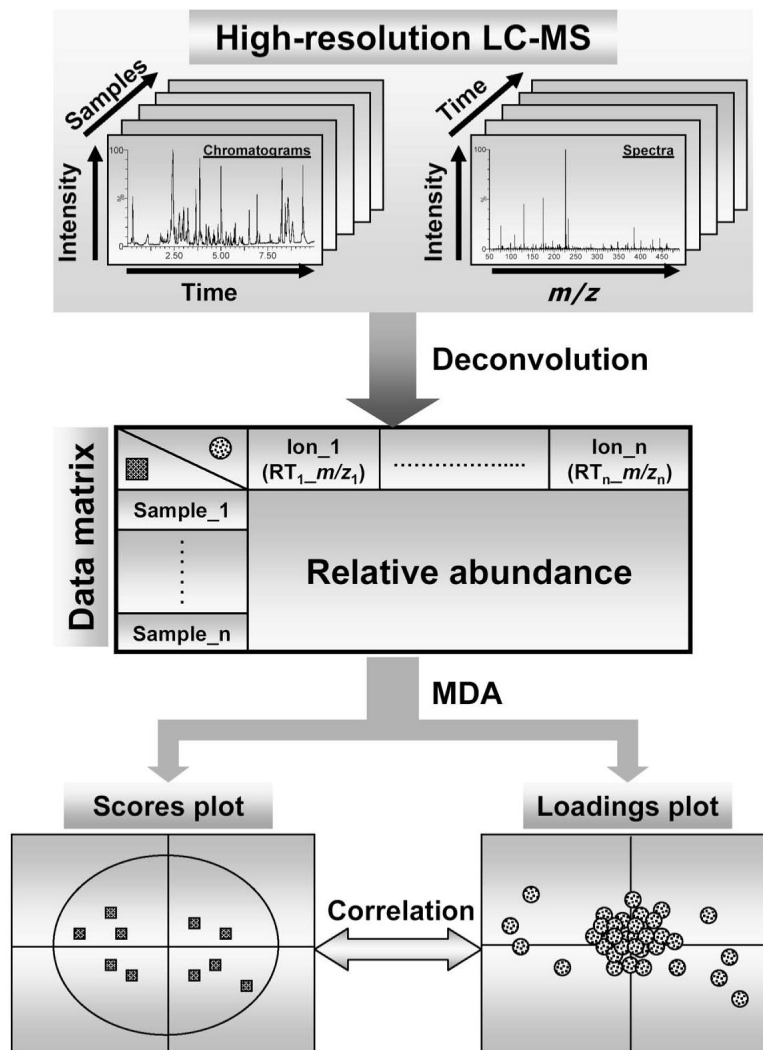 High-resolution LC-MS
Samples
Chromatograms
Intensity
100
%
0
2.50 5.00 7.50
Time
Time
Spectra
Intensity
100
%
0
50 100 150 200 250 300 350 400 450
m/z
Deconvolution
Data matrix
Ion_1
(RT₁_m/z₁)
Ion_n
(RTₙ_m/zₙ)
Sample_1
Relative abundance
Sample_n
MDA
Scores plot
Loadings plot
Correlation